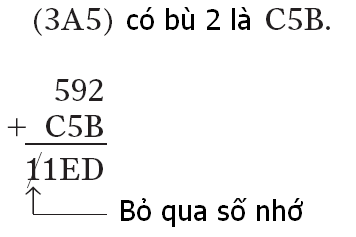 (3A5) có bù 2 là C5B.
592
+ C5B
11ED
Bỏ qua số nhớ